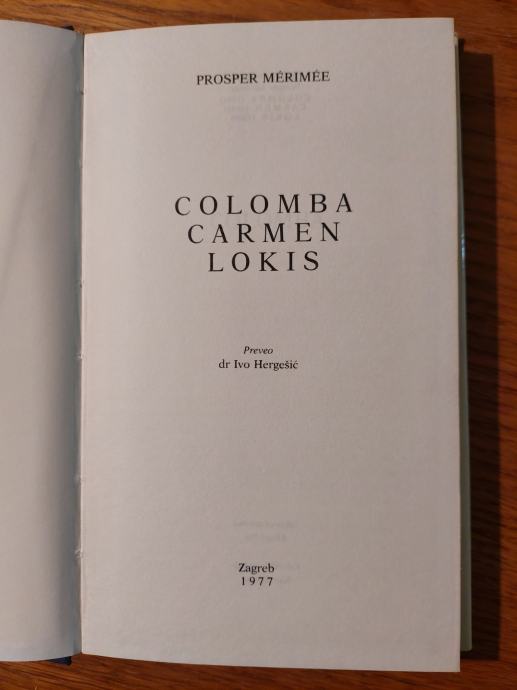 PROSPER MÉRIMÉE
COLOMBA
CARMEN
LOKIS
Preveo
dr Ivo Hergešić
Zagreb
1977